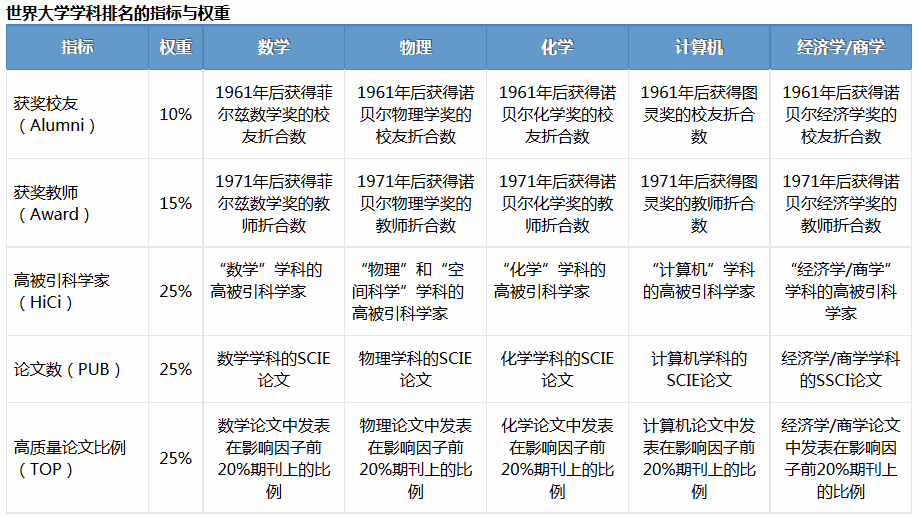 世界大学学科排名的指标与权重
指标 权重 数学 物理 化学 计算机 经济学/商学
获奖校友
（Alumni）
10%
1961年后获得菲
尔兹数学奖的校
友折合数
1961年后获得诺
贝尔物理学奖的
校友折合数
1961年后获得诺
贝尔化学奖的校
友折合数
1961年后获得图
灵奖的校友折合
数
1961年后获得诺
贝尔经济学奖的
校友折合数
获奖教师
（Award）
15%
1971年后获得菲
尔兹数学奖的教
师折合数
1971年后获得诺
贝尔物理学奖的
教师折合数
1971年后获得诺
贝尔化学奖的教
师折合数
1971年后获得图
灵奖的教师折合
数
1971年后获得诺
贝尔经济学奖的
教师折合数
高被引科学家
（HiCi）
25%
“数学”学科的
高被引科学家
“物理”和“空
间科学”学科的
高被引科学家
“化学”学科的
高被引科学家
“计算机”学科
的高被引科学家
“经济学/商学”
学科的高被引科
学家
论文数（PUB）
25%
数学学科的SCIE
论文
物理学科的SCIE
论文
化学学科的SCIE
论文
计算机学科的
SCIE论文
经济学/商学学科
的SSCI论文
高质量论文比例
（TOP）
25%
数学论文中发表
在影响因子前
20%期刊上的比
例
物理论文中发表
在影响因子前
20%期刊上的比
例
化学论文中发表
在影响因子前
20%期刊上的比
例
计算机论文中发
表在影响因子前
20%期刊上的比
例
经济学/商学论文
中发表在影响因
子前20%期刊上
的比例